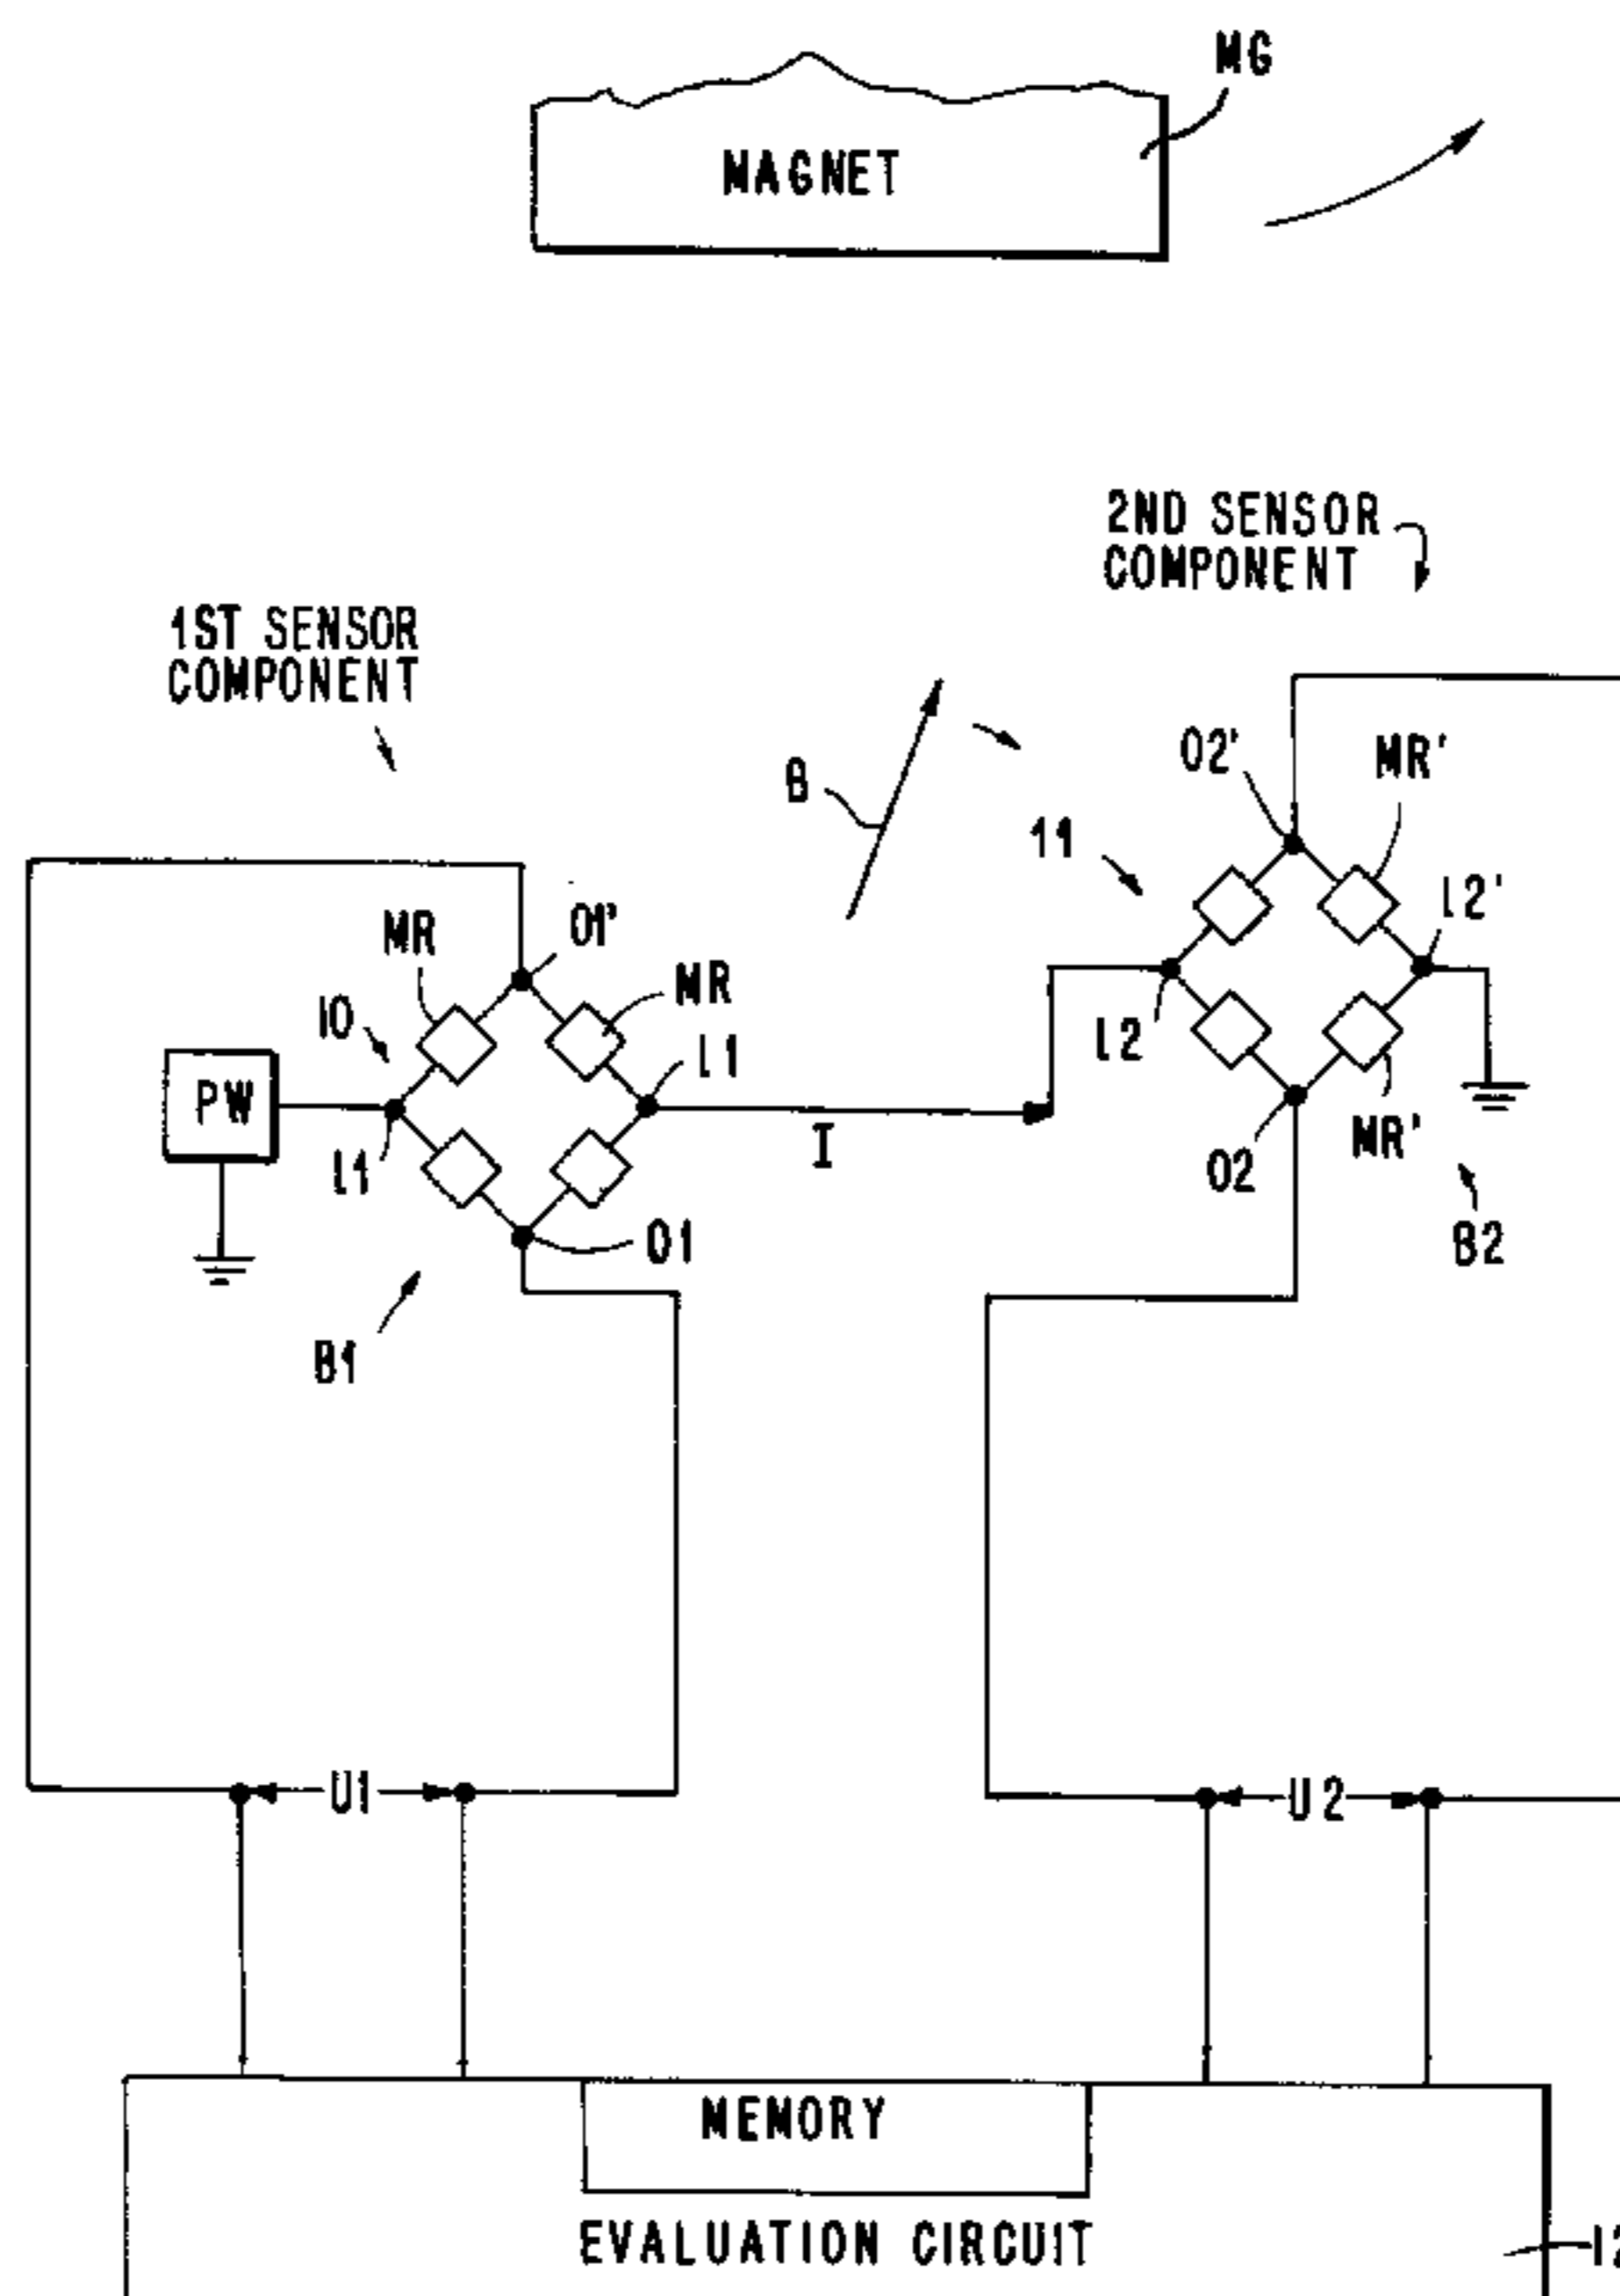 MG
MAGNET
2ND SENSOR
COMPONENT
1ST SENSOR
COMPONENT
O2'
MR'
B
11
L2'
MR
O1'
MR
10
L1
L2
PW
I
MR'
L1
O2
O1
B2
B1
U1
U2
MEMORY
EVALUATION CIRCUIT
12